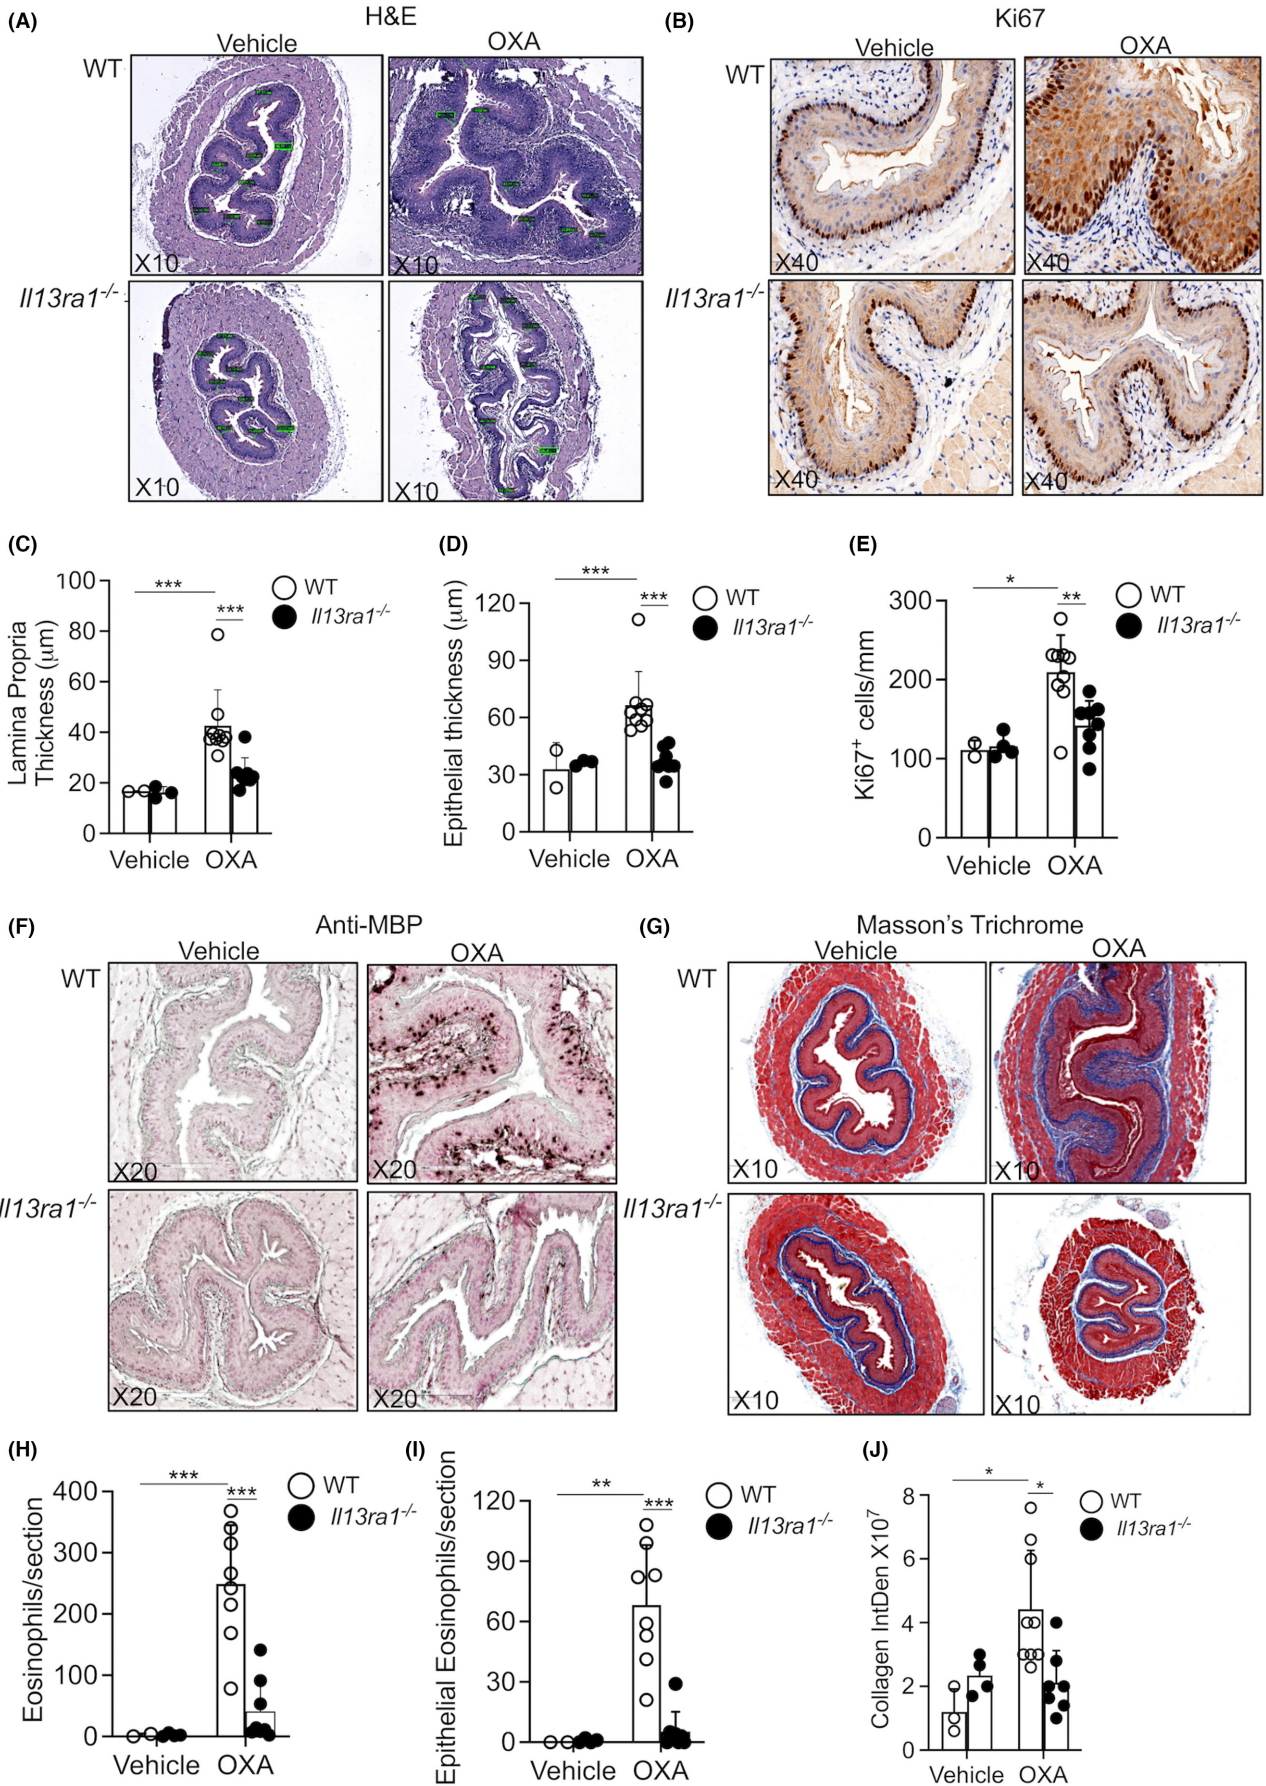 (A)
H&E
Vehicle
OXA
WT
X10
X10
Il13ra1-/-
X10
X10
(B)
Ki67
Vehicle
OXA
WT
X40
X40
Il13ra1-/-
X40
X40
(C)
Lamina Propria
Thickness (μm)
100
80
60
40
20
0
***
***
WT
Il13ra1-/-
Vehicle
OXA
(D)
Epithelial thickness (μm)
120
90
60
30
0
***
***
WT
Il13ra1-/-
Vehicle
OXA
(E)
Ki67+ cells/mm
300
200
100
0
*
**
WT
Il13ra1-/-
Vehicle
OXA
(F)
Anti-MBP
Vehicle
OXA
WT
X20
X20
Il13ra1-/-
X20
X20
(G)
Masson's Trichrome
Vehicle
OXA
WT
X10
X10
Il13ra1-/-
X10
X10
(H)
Eosinophils/section
400
300
200
100
0
***
***
WT
Il13ra1-/-
Vehicle
OXA
(I)
Epithelial Eosinophils/section
120
90
60
30
0
**
***
WT
Il13ra1-/-
Vehicle
OXA
(J)
Collagen IntDen X10^7
8
6
4
2
0
*
*
WT
Il13ra1-/-
Vehicle
OXA